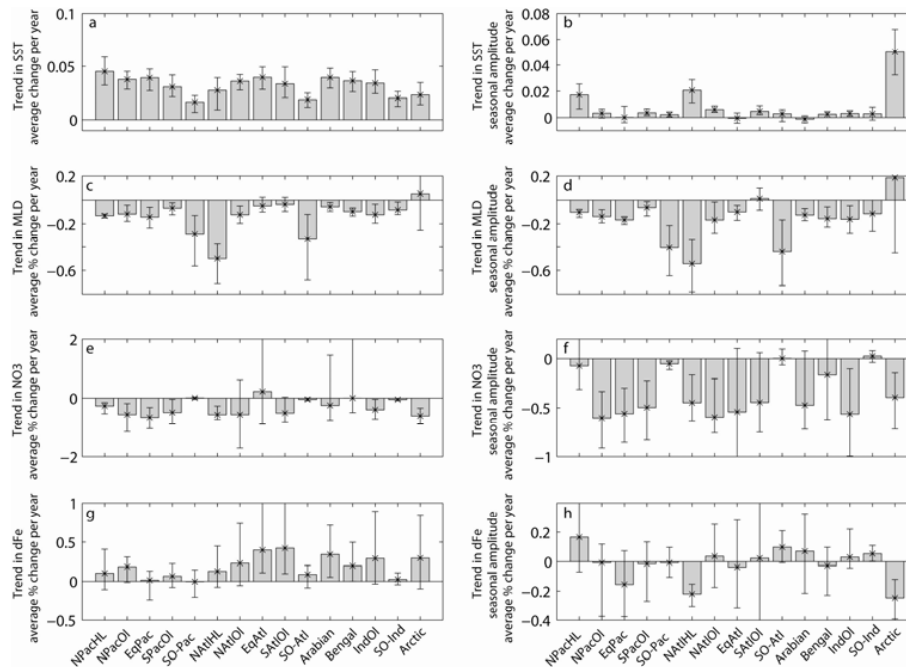 a
Trend in SST
average change per year
0.1
0.05
0
b
Trend in SST
seasonal amplitude
average change per year
0.08
0.06
0.04
0.02
0
c
Trend in MLD
average % change per year
0.2
-0.2
-0.6
d
Trend in MLD
seasonal amplitude
average % change per year
0.2
-0.2
-0.6
e
Trend in NO3
average % change per year
2
0
-2
f
Trend in NO3
seasonal amplitude
average % change per year
0
-0.5
-1
g
Trend in dFe
average % change per year
1
0.5
0
h
Trend in dFe
seasonal amplitude
average % change per year
0.2
0
-0.2
-0.4
NPacHL
NPacOl
EqPac
SPacOl
SO-Pac
NAtlHL
NAtlOl
EqAtl
SAtlOl
SO-Atl
Arabian
Bengal
IndOl
SO-Ind
Arctic
NPacHL
NPacOl
EqPac
SPacOl
SO-Pac
NAtlHL
NAtlOl
EqAtl
SAtlOl
SO-Atl
Arabian
Bengal
IndOl
SO-Ind
Arctic